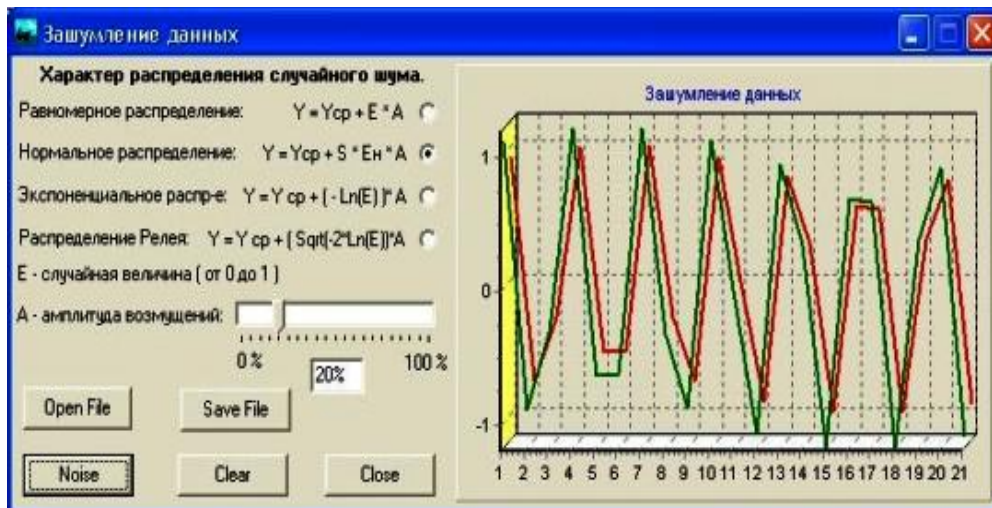 Зашумление данных
Характер распределения случайного шума.
Равномерное распределение: Y = Yср + E * A
Нормальное распределение: Y = Yср + S * Eн * A
Экспоненциальное распр-е: Y = Y ср + ( - Ln(E) )* A
Распределение Релея: Y = Y ср + ( Sqrt(-2*Ln(E))*A
E - случайная величина ( от 0 до 1 )
A - амплитуда возмущений:
0 % 100 %
20%
Open File Save File
Noise Clear Close
Зашумление данных
1
0
-1
1 2 3 4 5 6 7 8 9 10 11 12 13 14 15 16 17 18 19 20 21